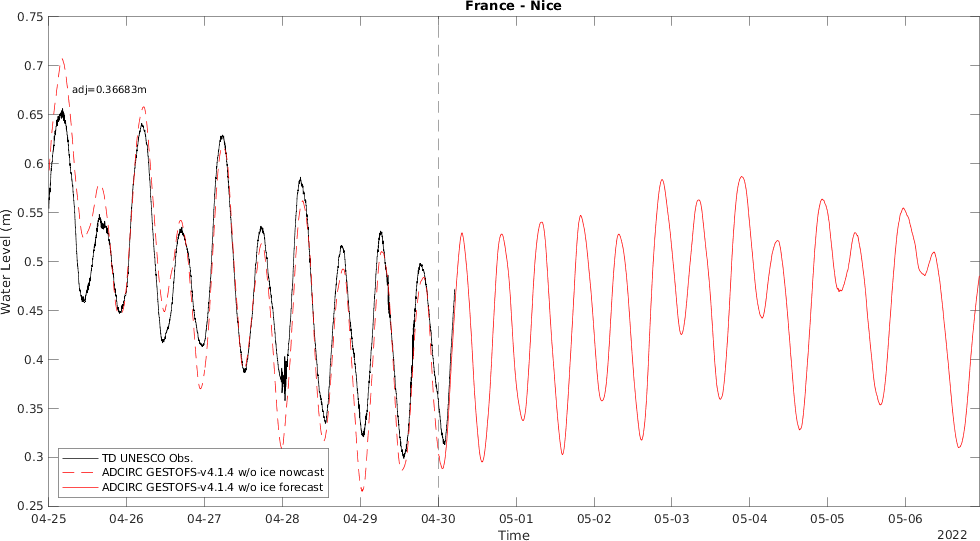 France - Nice
0.75
0.7
0.65
0.6
0.55
0.5
0.45
0.4
0.35
0.3
0.25
Water Level (m)
adj=0.36683m
TD UNESCO Obs.
ADCIRC GESTOFS-v4.1.4 w/o ice nowcast
ADCIRC GESTOFS-v4.1.4 w/o ice forecast
04-25 04-26 04-27 04-28 04-29 04-30 05-01 05-02 05-03 05-04 05-05 05-06
Time
2022